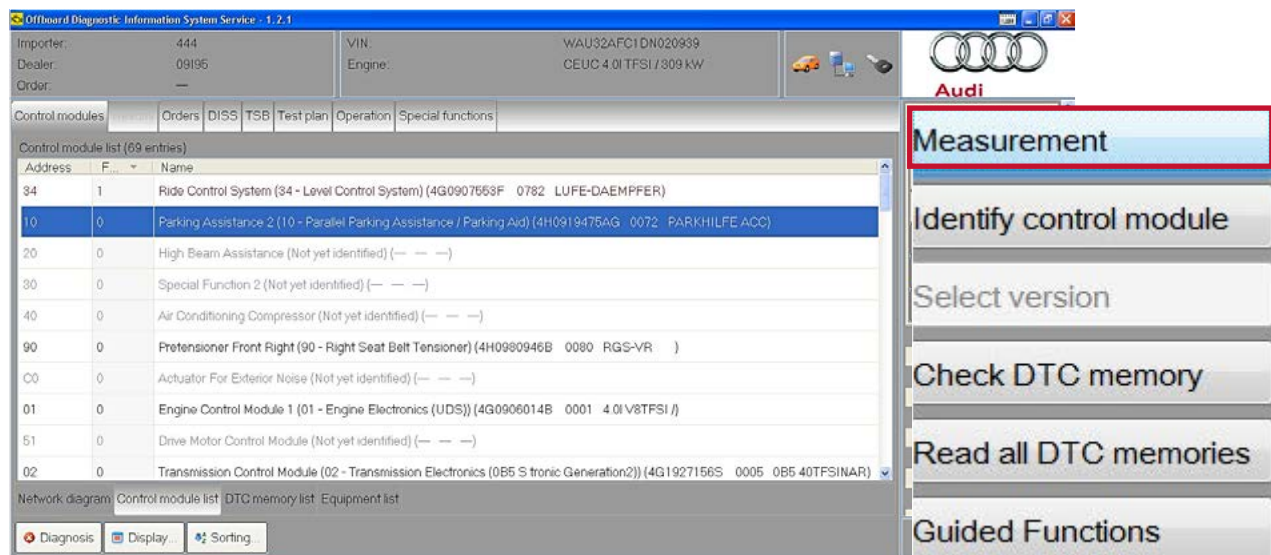 Offboard Diagnostic Information System Service - 1.2.1
Importer: 444 VIN: WAU32AFC1DN020939
Dealer: 09195 Engine: CEUC 4.0l TFSI / 309 kW
Order: —
Audi
Control modules Orders DISS TSB Test plan Operation Special functions
Control module list (69 entries)
Address F... Name
34 1 Ride Control System (34 - Level Control System) (4G0907553F 0782 LUFE-DAEMPFER)
10 0 Parking Assistance 2 (10 - Parallel Parking Assistance / Parking Aid) (4H0919475AG 0072 PARKHILFE ACC)
20 0 High Beam Assistance (Not yet identified) (— — —)
30 0 Special Function 2 (Not yet identified) (— — —)
40 0 Air Conditioning Compressor (Not yet identified) (— — —)
90 0 Pretensioner Front Right (90 - Right Seat Belt Tensioner) (4H0980946B 0080 RGS-VR )
C0 0 Actuator For Exterior Noise (Not yet identified) (— — —)
01 0 Engine Control Module 1 (01 - Engine Electronics (UDS)) (4G0906014B 0001 4.0l V8TFSI /)
51 0 Drive Motor Control Module (Not yet identified) (— — —)
02 0 Transmission Control Module (02 - Transmission Electronics (0B5 S tronic Generation2)) (4G1927156S 0005 0B5 40TFSINAR)
Network diagram Control module list DTC memory list Equipment list
Diagnosis Display... Sorting...
Measurement
Identify control module
Select version
Check DTC memory
Read all DTC memories
Guided Functions